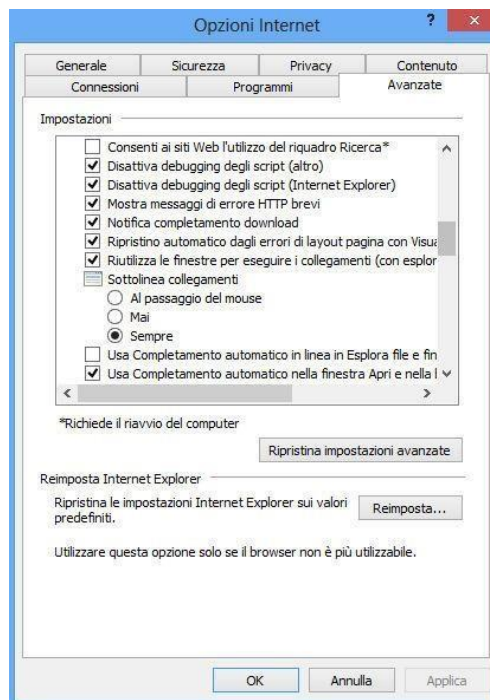 Opzioni Internet
?
x
Generale
Sicurezza
Privacy
Contenuto
Connessioni
Programmi
Avanzate
Impostazioni
Consenti ai siti Web l'utilizzo del riquadro Ricerca*
Disattiva debugging degli script (altro)
Disattiva debugging degli script (Internet Explorer)
Mostra messaggi di errore HTTP brevi
Notifica completamento download
Ripristino automatico dagli errori di layout pagina con Visua
Riutilizza le finestre per eseguire i collegamenti (con esplor
Sottolinea collegamenti
Al passaggio del mouse
Mai
Sempre
Usa Completamento automatico in linea in Esplora file e fin
Usa Completamento automatico nella finestra Apri e nella
*Richiede il riavvio del computer
Ripristina impostazioni avanzate
Reimposta Internet Explorer
Ripristina le impostazioni Internet Explorer sui valori
predefiniti.
Reimposta...
Utilizzare questa opzione solo se il browser non è più utilizzabile.
OK
Annulla
Applica